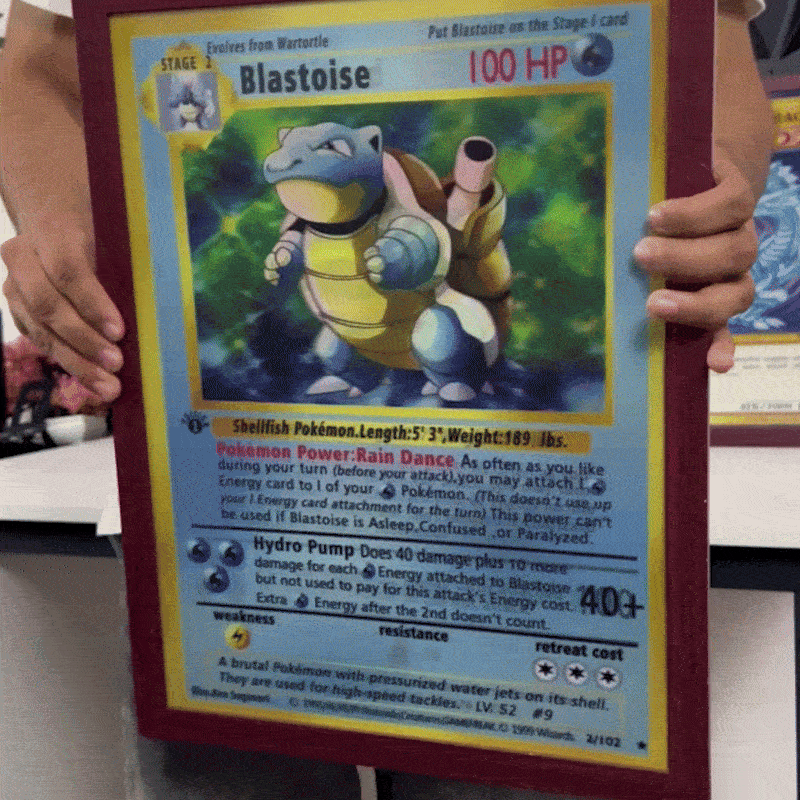 Evolves from Wartortle
Put Blastoise on the Stage 1 card
STAGE 2
Blastoise
100 HP
Shellfish Pokémon.Length:5' 3",Weight:189 lbs.
Pokémon Power:Rain Dance As often as you like
during your turn (before your attack),you may attach 1
Energy card to 1 of your Pokémon. (This doesn't use up
your 1 Energy card attachment for the turn) This power can't
be used if Blastoise is Asleep,Confused ,or Paralyzed.
Hydro Pump Does 40 damage plus 10 more
damage for each Energy attached to Blastoise
but not used to pay for this attack's Energy cost.
40+
Extra Energy after the 2nd doesn't count.
weakness
resistance
retreat cost
A brutal Pokémon with pressurized water jets on its shell.
They are used for high-speed tackles. LV. 52 #9
© 1999 Wizards. 2/102